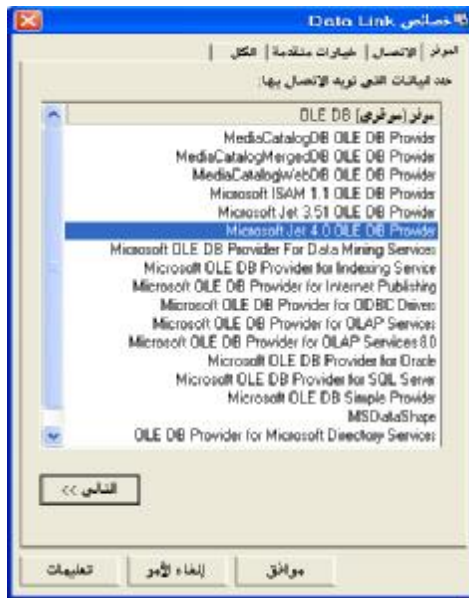 خصائص Data Link
الموفر | الاتصال | خيارات متقدمة | الكل
حدد البيانات التي تريد الاتصال بها:
موفر (موفري) OLE DB
MediaCatalogDB OLE DB Provider
MediaCatalogMergedDB OLE DB Provider
MediaCatalogWebDB OLE DB Provider
Microsoft ISAM 1.1 OLE DB Provider
Microsoft Jet 3.51 OLE DB Provider
Microsoft Jet 4.0 OLE DB Provider
Microsoft OLE DB Provider For Data Mining Services
Microsoft OLE DB Provider for Indexing Service
Microsoft OLE DB Provider for Internet Publishing
Microsoft OLE DB Provider for ODBC Drivers
Microsoft OLE DB Provider for OLAP Services
Microsoft OLE DB Provider for OLAP Services 8.0
Microsoft OLE DB Provider for Oracle
Microsoft OLE DB Provider for SQL Server
Microsoft OLE DB Simple Provider
MSDataShape
OLE DB Provider for Microsoft Directory Services
التالي >>
موافق
إلغاء الأمر
تعليمات